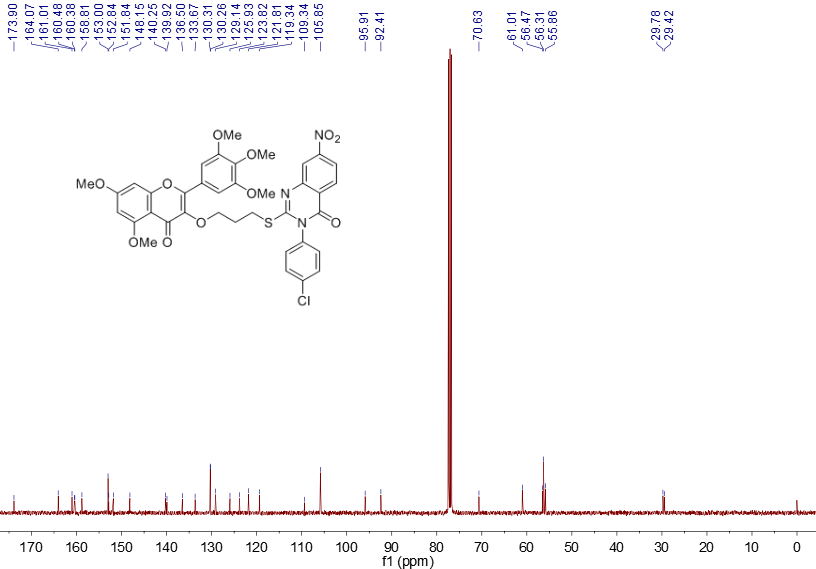 173.90
164.07
161.01
160.48
160.38
158.81
153.00
152.84
151.84
148.15
140.25
139.92
136.50
133.67
130.31
130.26
129.14
125.93
123.82
121.81
119.34
109.34
105.85
95.91
92.41
70.63
61.01
56.47
56.31
55.86
29.78
29.42
OMe
NO2
OMe
MeO
O
OMe
N
S
O
O
N
OMe
O
Cl
170 160 150 140 130 120 110 100 90 80 70 60 50 40 30 20 10 0
f1 (ppm)